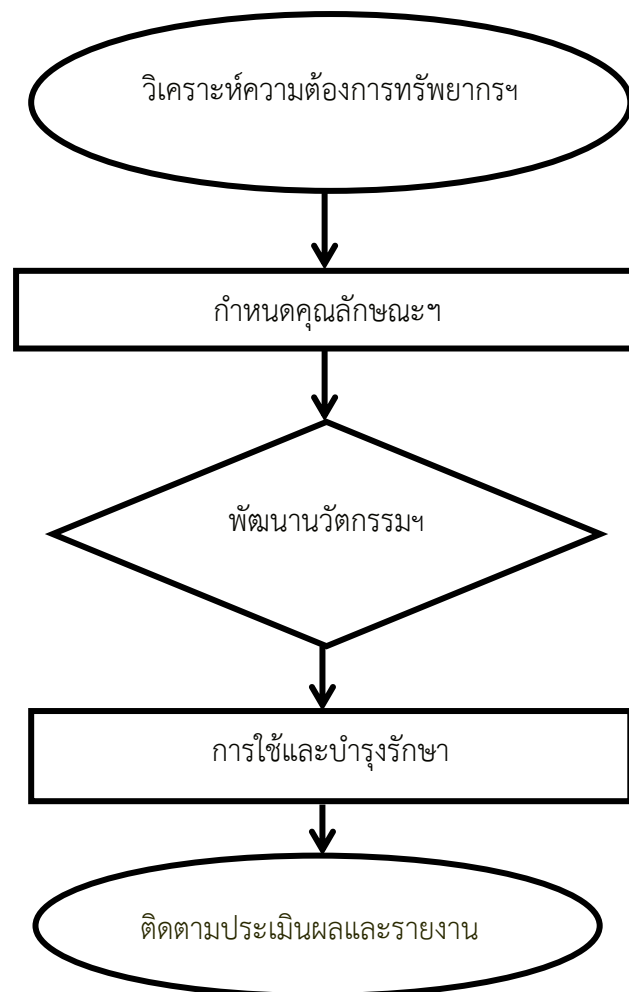 วิเคราะห์ความต้องการทรัพยากรฯ
กำหนดคุณลักษณะฯ
พัฒนานวัตกรรมฯ
การใช้และบำรุงรักษา
ติดตามประเมินผลและรายงาน